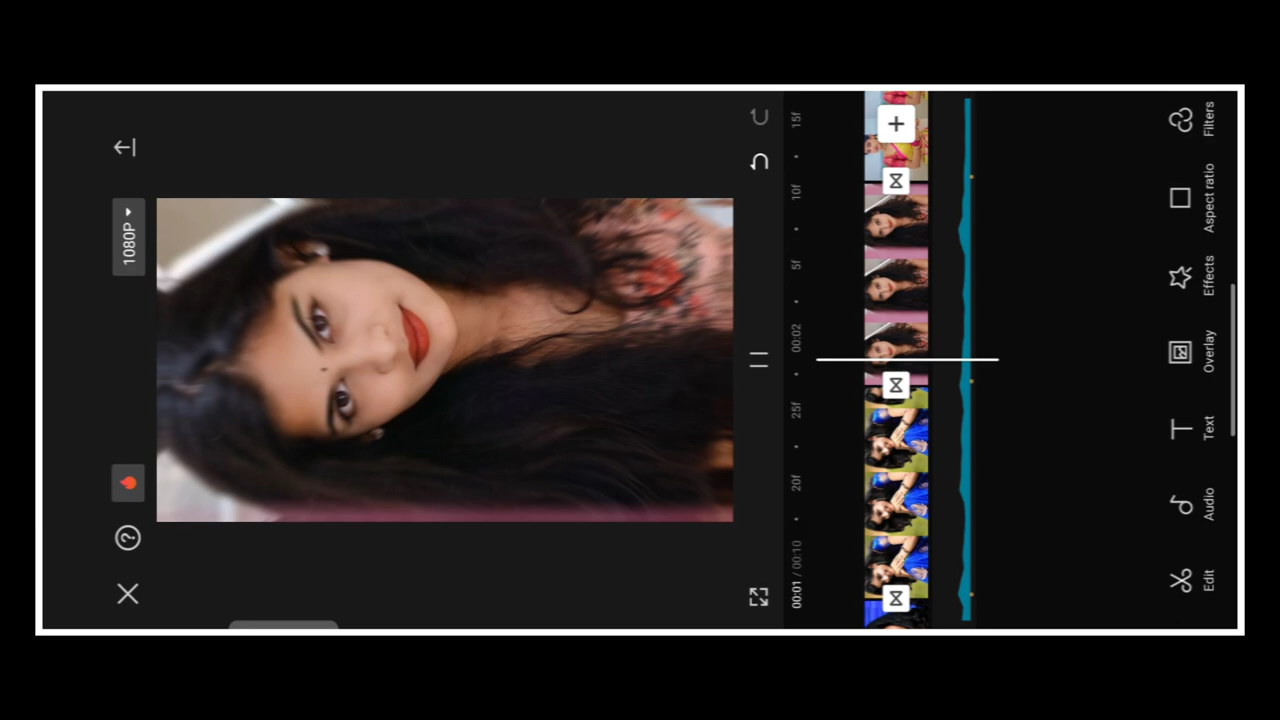 ?
1080P
00:01 / 00:10
20f
25f
00:02
5f
10f
15f
Edit
Audio
Text
Overlay
Effects
Aspect ratio
Filters